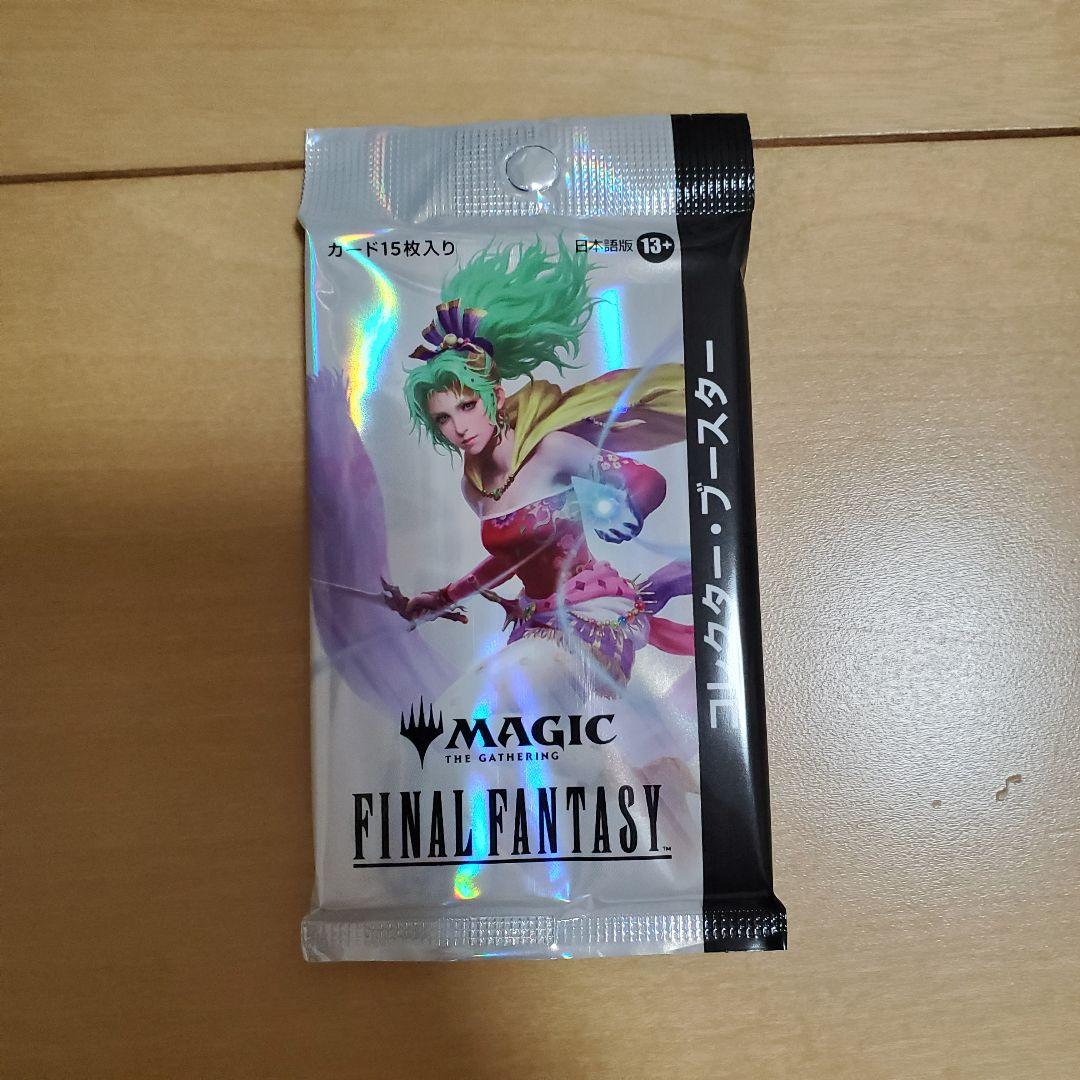 カード15枚入り
日本語版 13+
コレクター・ブースター
MAGIC
THE GATHERING
FINAL FANTASY™